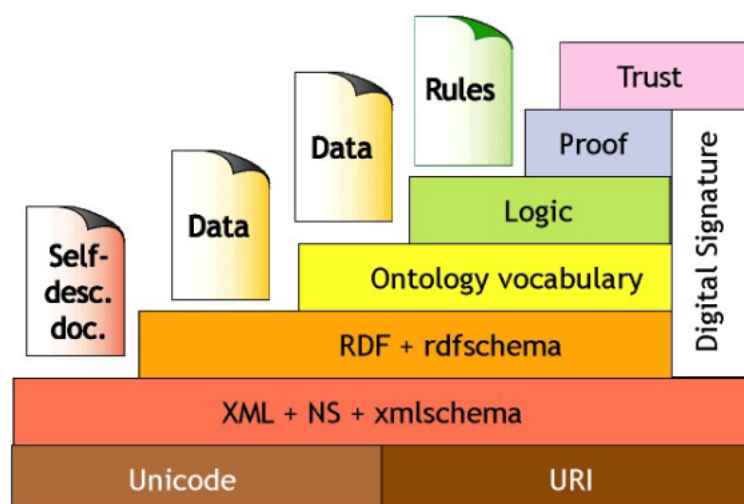 Rules
Trust
Data
Proof
Data
Logic
Self-
desc.
doc.
Ontology vocabulary
Digital Signature
RDF + rdfschema
XML + NS + xmlschema
Unicode
URI